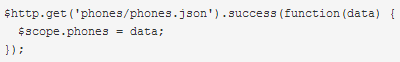 $http.get('phones/phones.json').success(function(data) {
  $scope.phones = data;
});